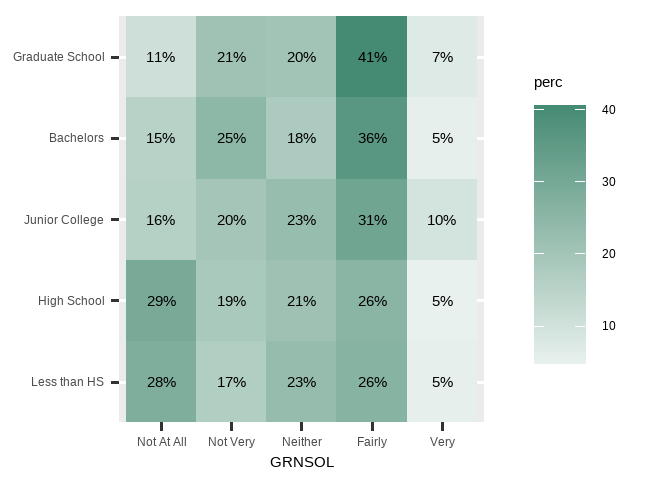 perc
Graduate School 11% 21% 20% 41% 7%
Bachelors 15% 25% 18% 36% 5%
Junior College 16% 20% 23% 31% 10%
High School 29% 19% 21% 26% 5%
Less than HS 28% 17% 23% 26% 5%
Not At All Not Very Neither Fairly Very
GRNSOL
40
30
20
10